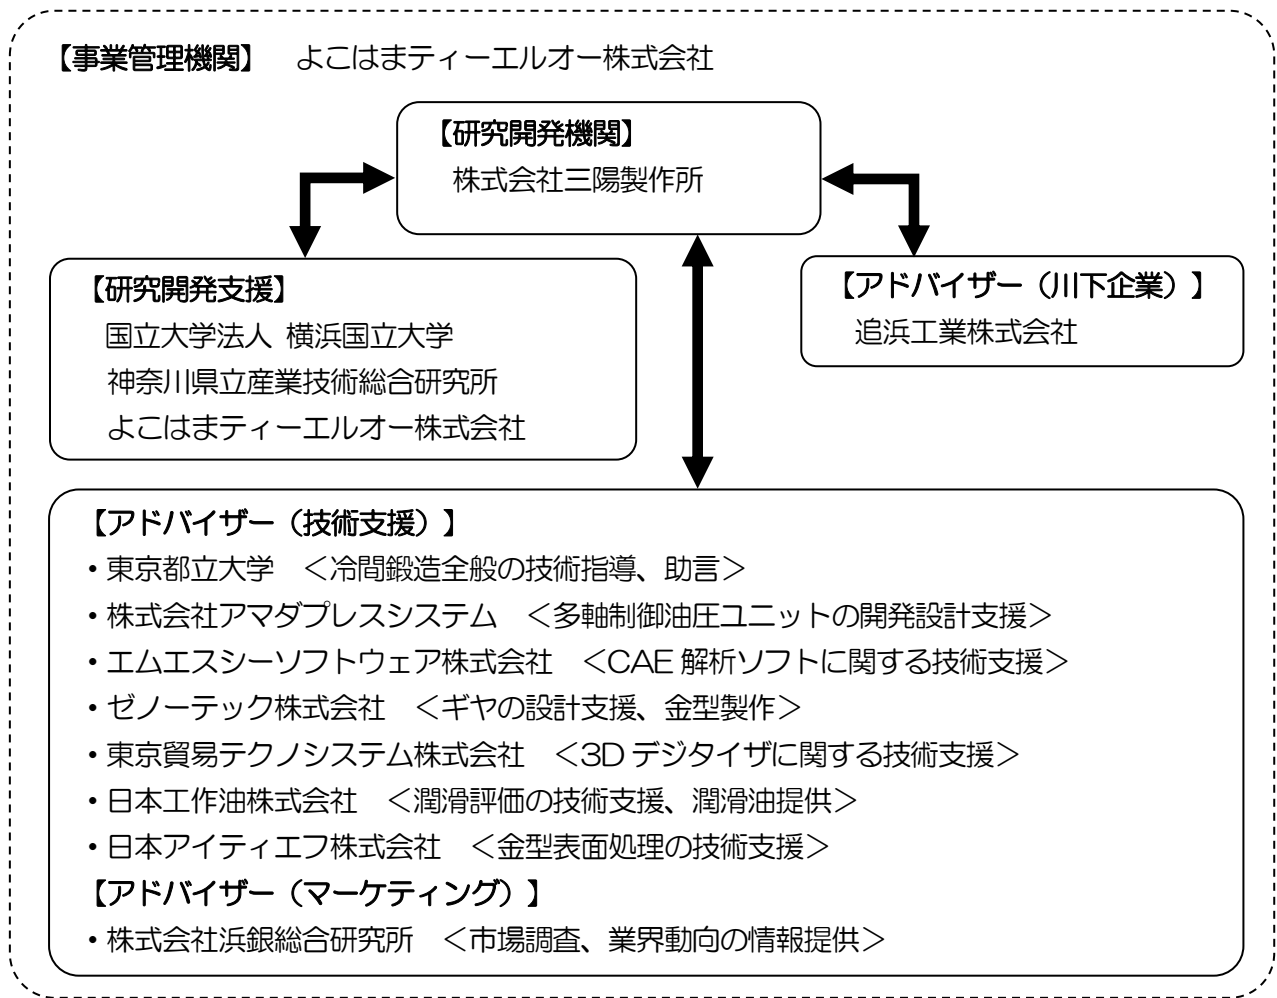 【事業管理機関】　よこはまティーエルオー株式会社
【研究開発機関】
株式会社三陽製作所
【研究開発支援】
国立大学法人 横浜国立大学
神奈川県立産業技術総合研究所
よこはまティーエルオー株式会社
【アドバイザー（川下企業）】
追浜工業株式会社
【アドバイザー（技術支援）】
・東京都立大学　＜冷間鍛造全般の技術指導、助言＞
・株式会社アマダプレスシステム　＜多軸制御油圧ユニットの開発設計支援＞
・エムエスシーソフトウェア株式会社　＜CAE 解析ソフトに関する技術支援＞
・ゼノーテック株式会社　＜ギヤの設計支援、金型製作＞
・東京貿易テクノシステム株式会社　＜3D デジタイザに関する技術支援＞
・日本工作油株式会社　＜潤滑評価の技術支援、潤滑油提供＞
・日本アイティエフ株式会社　＜金型表面処理の技術支援＞
【アドバイザー（マーケティング）】
・株式会社浜銀総合研究所　＜市場調査、業界動向の情報提供＞